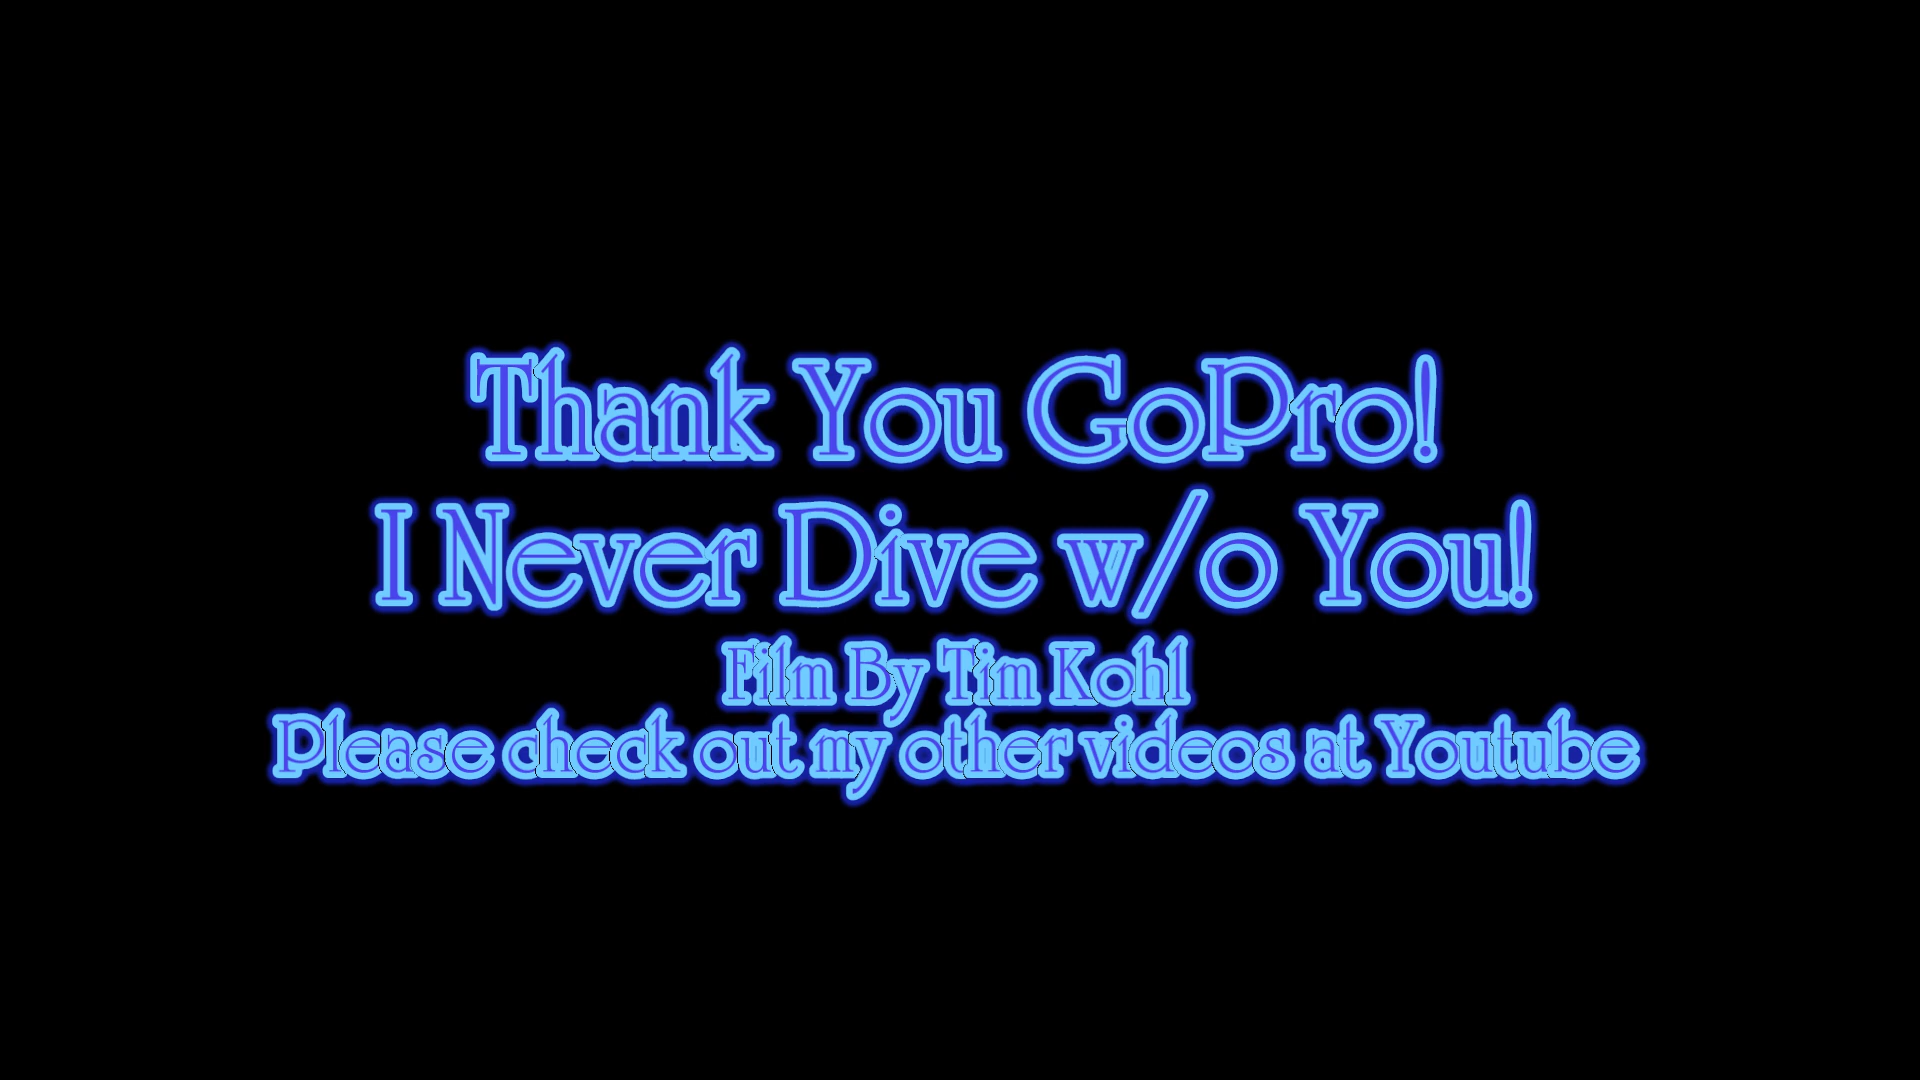 Thank You GoPro!
I Never Dive w/o You!
Film By Tim Kohl
Please check out my other videos at Youtube